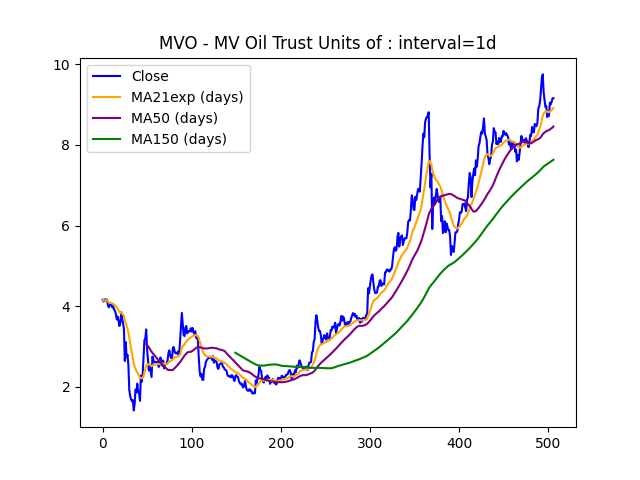 MVO - MV Oil Trust Units of : interval=1d
Close
MA21exp (days)
MA50 (days)
MA150 (days)
10
8
6
4
2
0 100 200 300 400 500